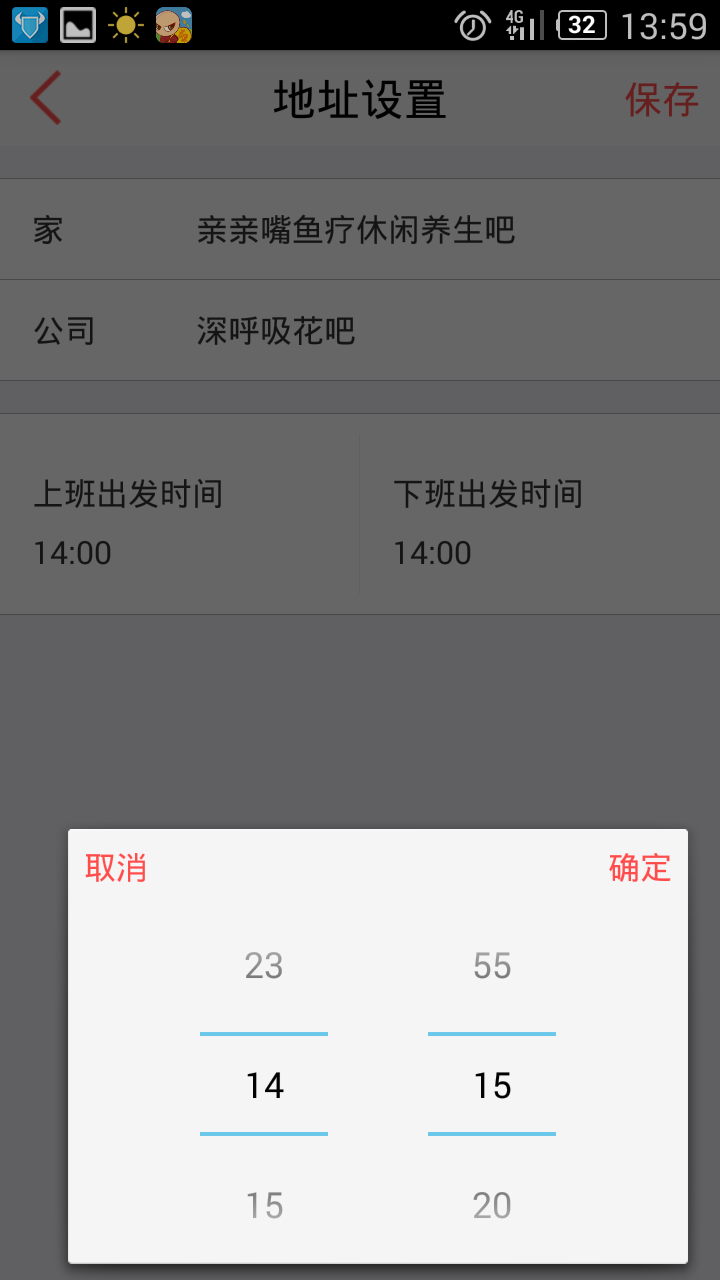 4G 32 13:59
地址设置 保存
家 亲亲嘴鱼疗休闲养生吧
公司 深呼吸花吧
上班出发时间 下班出发时间
14:00 14:00
取消 确定
23 55
14 15
15 20